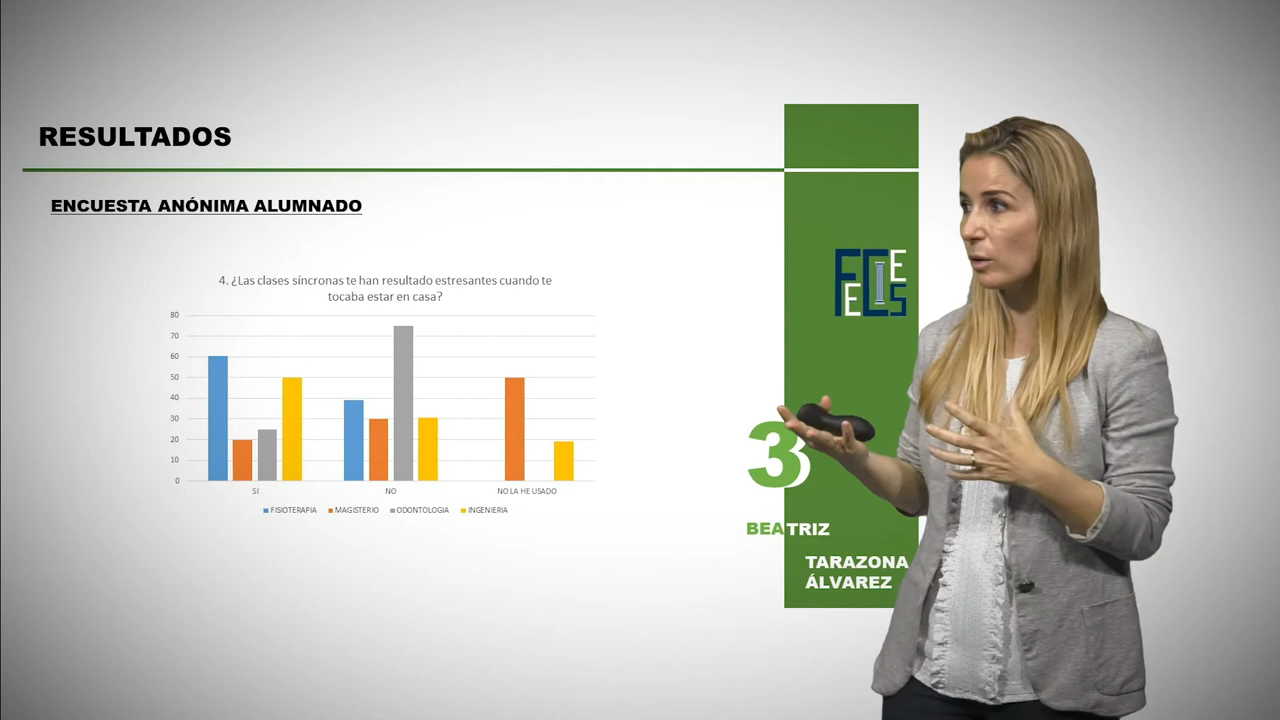 RESULTADOS
ENCUESTA ANÓNIMA ALUMNADO
4. ¿Las clases síncronas te han resultado estresantes cuando te
tocaba estar en casa?
80
70
60
50
40
30
20
10
0
SI
NO
NO LA HE USADO
FISIOTERAPIA
MAGISTERIO
ODONTOLOGIA
INGENIERIA
FECIES
3
BEATRIZ
TARAZONA
ÁLVAREZ